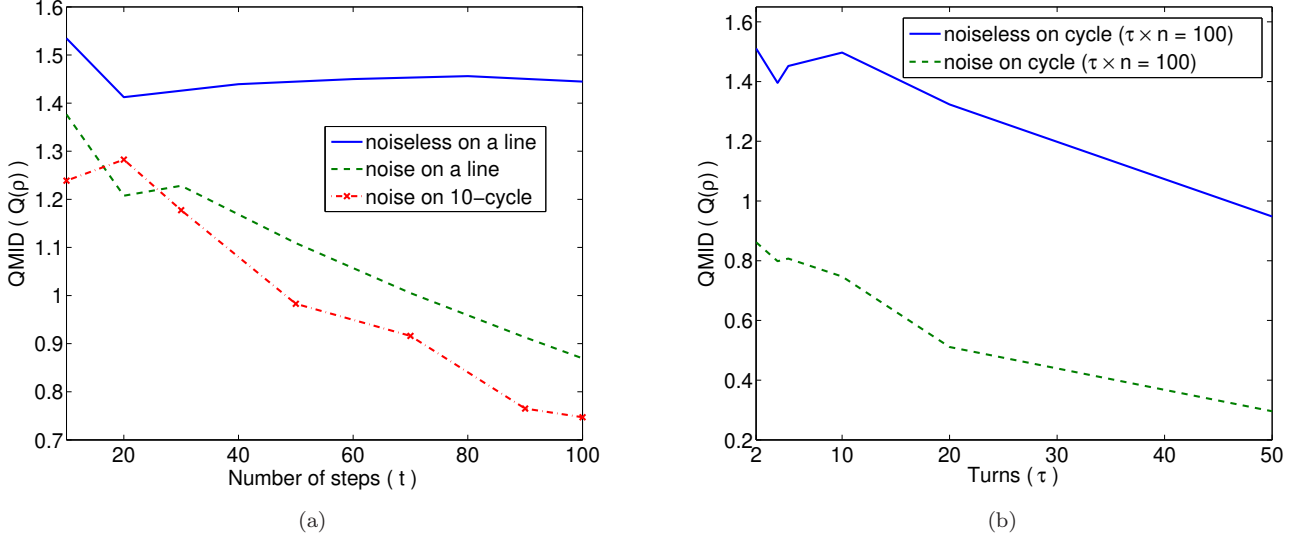 1.6
1.5
1.4
1.3
1.2
1.1
1
0.9
0.8
0.7
QMID ( Q(ρ) )
noiseless on a line
noise on a line
noise on 10−cycle
20 40 60 80 100
Number of steps ( t )
(a)
1.6
1.4
1.2
1
0.8
0.6
0.4
0.2
QMID ( Q(ρ) )
noiseless on cycle ( τ × n = 100 )
noise on cycle ( τ × n = 100 )
2 10 20 30 40 50
Turns ( τ )
(b)